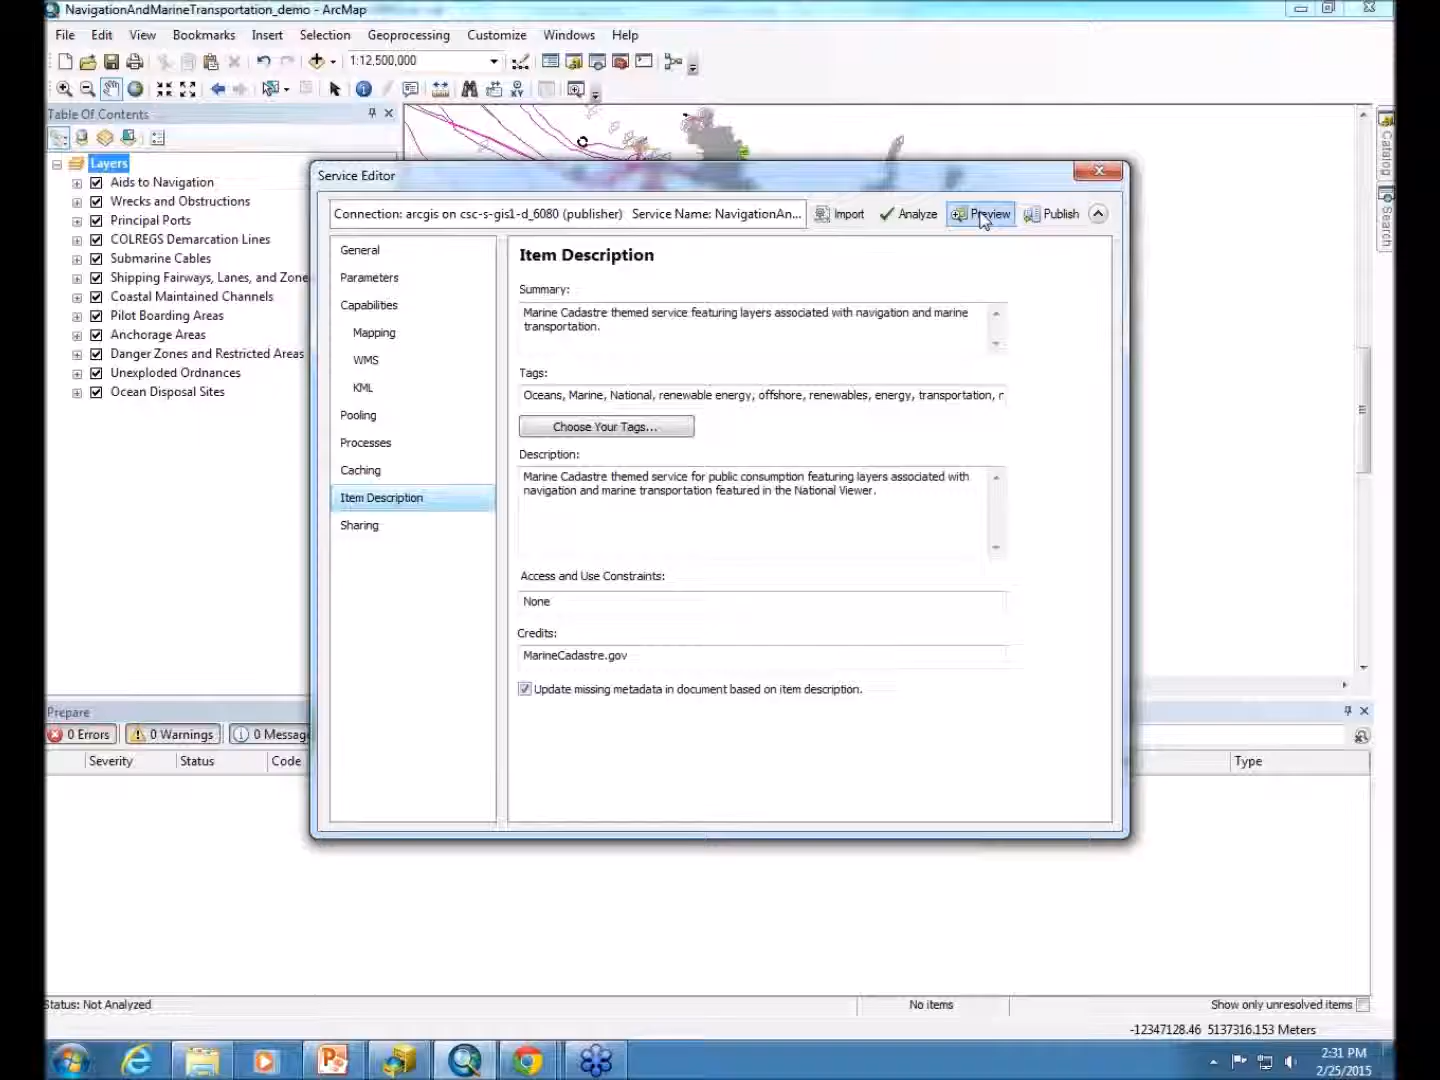 NavigationAndMarineTransportation_demo - ArcMap
File Edit View Bookmarks Insert Selection Geoprocessing Customize Windows Help
1:12,500,000
Table Of Contents
Layers
Aids to Navigation
Wrecks and Obstructions
Principal Ports
COLREGS Demarcation Lines
Submarine Cables
Shipping Fairways, Lanes, and Zone
Coastal Maintained Channels
Pilot Boarding Areas
Anchorage Areas
Danger Zones and Restricted Areas
Unexploded Ordnances
Ocean Disposal Sites
Catalog
Search
Service Editor
Connection: arcgis on csc-s-gis1-d_6080 (publisher) Service Name: NavigationAn... Import Analyze Preview Publish
General
Parameters
Capabilities
Mapping
WMS
KML
Pooling
Processes
Caching
Item Description
Sharing
Item Description
Summary:
Marine Cadastre themed service featuring layers associated with navigation and marine
transportation.
Tags:
Oceans, Marine, National, renewable energy, offshore, renewables, energy, transportation, r
Choose Your Tags...
Description:
Marine Cadastre themed service for public consumption featuring layers associated with
navigation and marine transportation featured in the National Viewer.
Access and Use Constraints:
None
Credits:
MarineCadastre.gov
Update missing metadata in document based on item description.
Prepare
0 Errors 0 Warnings 0 Messag
Severity Status Code Type
Status: Not Analyzed No items Show only unresolved items
-12347128.46 5137316.153 Meters
2:31 PM
2/25/2015